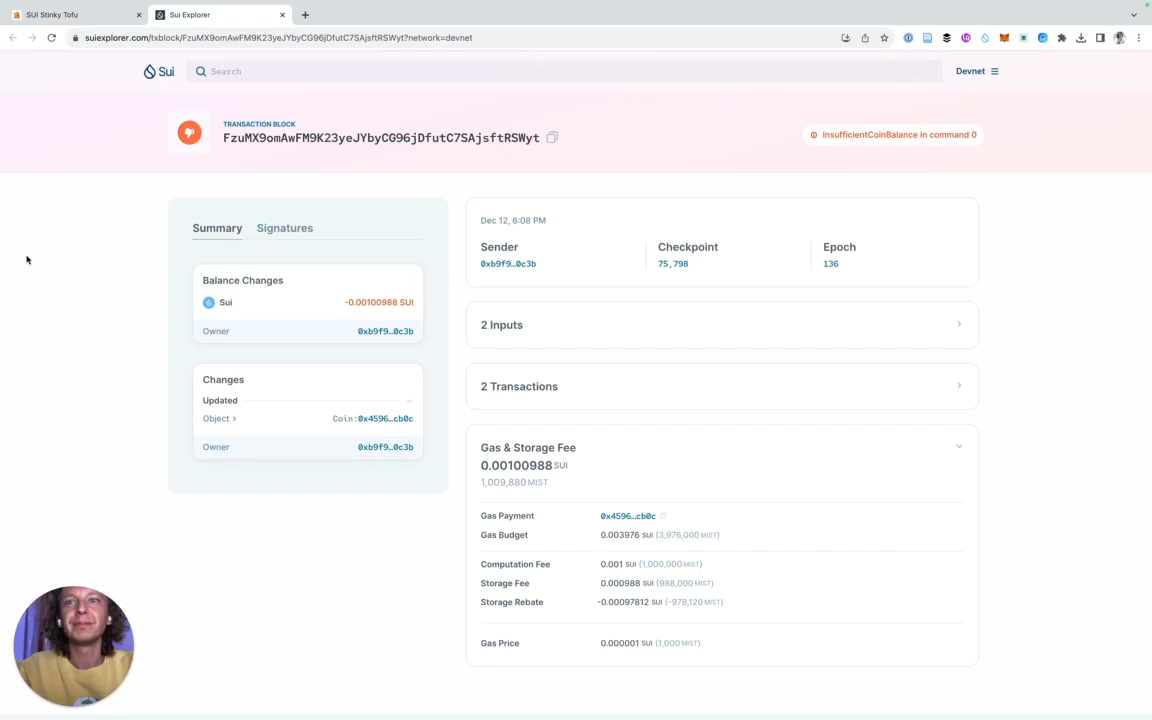 SUI Stinky Tofu
Sui Explorer
suiexplorer.com/txblock/FzuMX9omAwFM9K23yeJYbyCG96jDfutC7SAjsftRSWyt?network=devnet
Sui
Search
Devnet
TRANSACTION BLOCK
FzuMX9omAwFM9K23yeJYbyCG96jDfutC7SAjsftRSWyt
InsufficientCoinBalance in command 0
Summary
Signatures
Balance Changes
Sui
-0.00100988 SUI
Owner
0xb9f9…0c3b
Changes
Updated
Object
Coin:0x4596…cb0c
Owner
0xb9f9…0c3b
Dec 12, 6:08 PM
Sender
0xb9f9…0c3b
Checkpoint
75,798
Epoch
136
2 Inputs
2 Transactions
Gas & Storage Fee
0.00100988 SUI
1,009,880 MIST
Gas Payment
0x4596…cb0c
Gas Budget
0.003976 SUI (3,976,000 MIST)
Computation Fee
0.001 SUI (1,000,000 MIST)
Storage Fee
0.000988 SUI (988,000 MIST)
Storage Rebate
-0.00097812 SUI (-978,120 MIST)
Gas Price
0.000001 SUI (1,000 MIST)